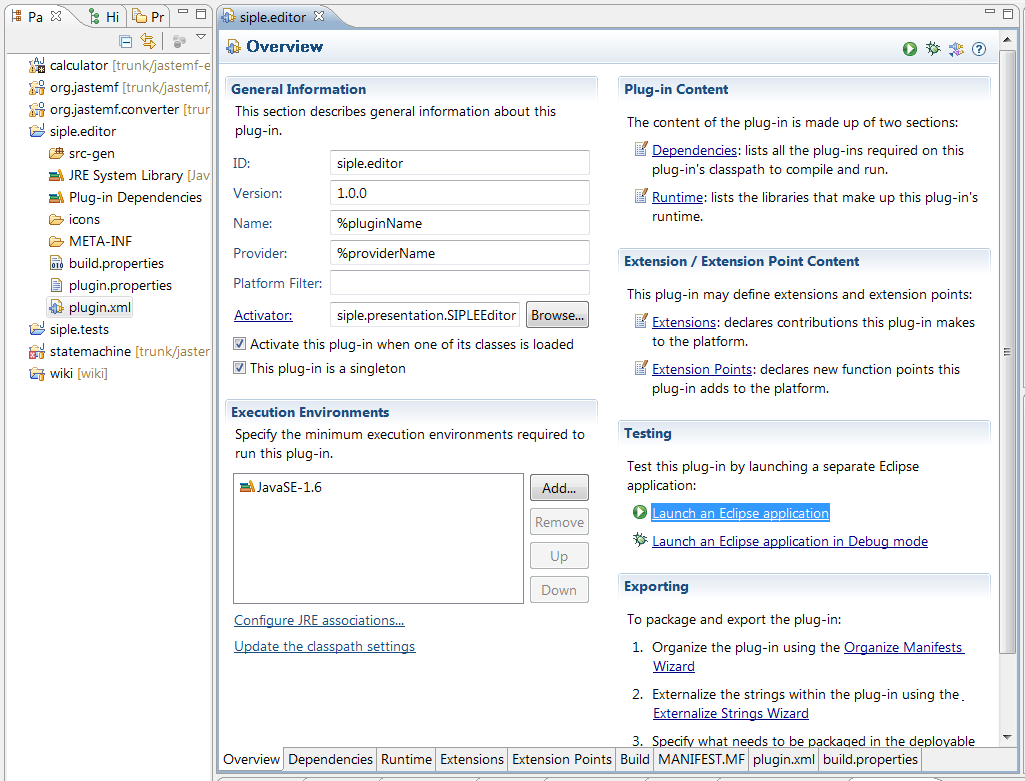 Pa
Hi
Pr
calculator [trunk/jastemf-e
org.jastemf [trunk/jastemf/
org.jastemf.converter [trun
siple.editor
src-gen
JRE System Library [Jav
Plug-in Dependencies
icons
META-INF
build.properties
plugin.properties
plugin.xml
siple.tests
statemachine [trunk/jaster
wiki [wiki]
siple.editor
Overview
General Information
This section describes general information about this
plug-in.
ID: siple.editor
Version: 1.0.0
Name: %pluginName
Provider: %providerName
Platform Filter:
Activator: siple.presentation.SIPLEEditor Browse...
Activate this plug-in when one of its classes is loaded
This plug-in is a singleton
Execution Environments
Specify the minimum execution environments required to
run this plug-in.
JavaSE-1.6
Add...
Remove
Up
Down
Configure JRE associations...
Update the classpath settings
Plug-in Content
The content of the plug-in is made up of two sections:
Dependencies: lists all the plug-ins required on this
plug-in's classpath to compile and run.
Runtime: lists the libraries that make up this plug-in's
runtime.
Extension / Extension Point Content
This plug-in may define extensions and extension points:
Extensions: declares contributions this plug-in makes
to the platform.
Extension Points: declares new function points this
plug-in adds to the platform.
Testing
Test this plug-in by launching a separate Eclipse
application:
Launch an Eclipse application
Launch an Eclipse application in Debug mode
Exporting
To package and export the plug-in:
1. Organize the plug-in using the Organize Manifests
Wizard
2. Externalize the strings within the plug-in using the
Externalize Strings Wizard
3. Specify what needs to be packaged in the deployable
Overview Dependencies Runtime Extensions Extension Points Build MANIFEST.MF plugin.xml build.properties